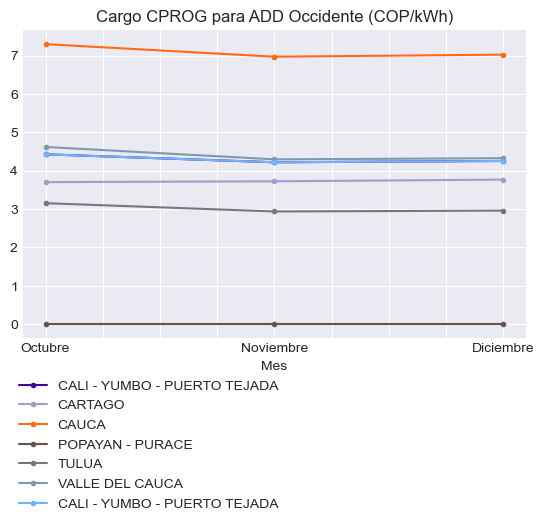 Cargo CPROG para ADD Occidente (COP/kWh)
7
6
5
4
3
2
1
0
Octubre Noviembre Diciembre
Mes
CALI - YUMBO - PUERTO TEJADA
CARTAGO
CAUCA
POPAYAN - PURACE
TULUA
VALLE DEL CAUCA
CALI - YUMBO - PUERTO TEJADA